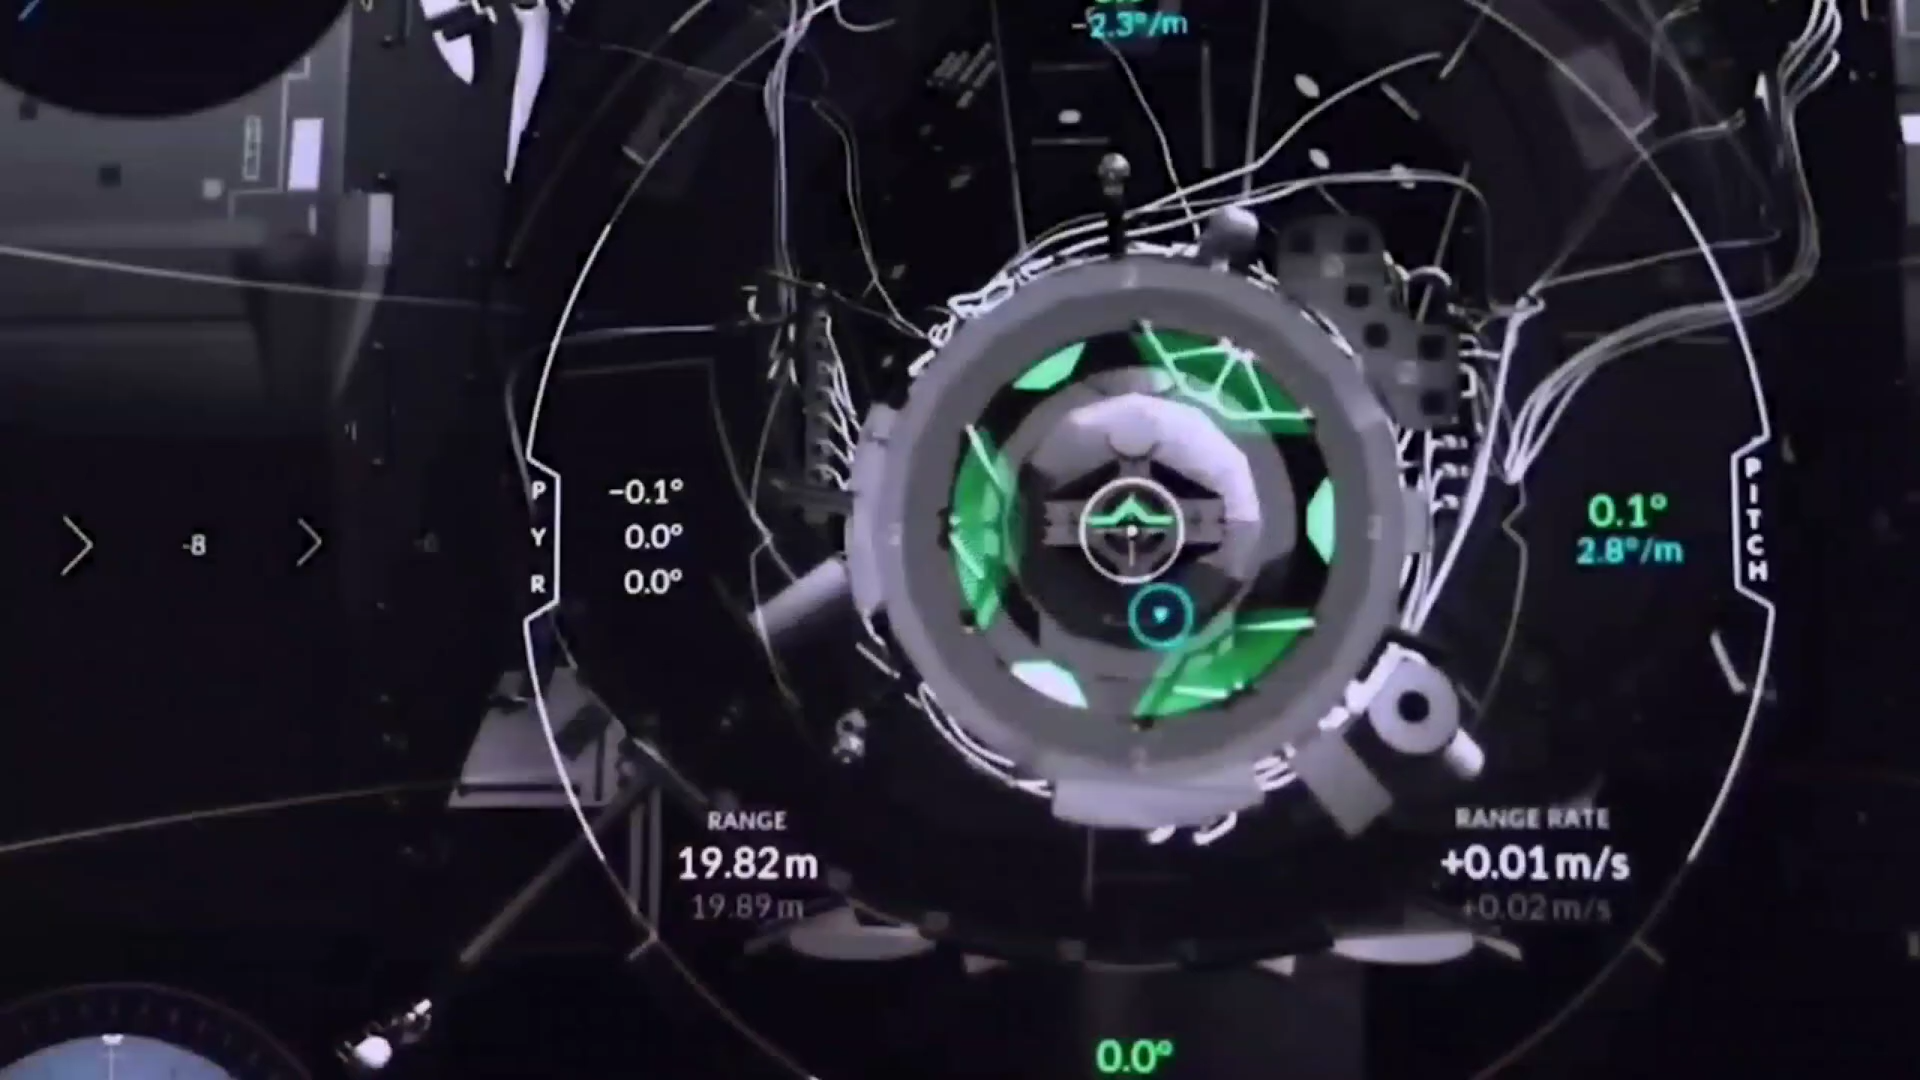 -2.3°/m
-8
P -0.1°
Y 0.0°
R 0.0°
0.1°
2.8°/m
PITCH
RANGE
19.82 m
19.89 m
RANGE RATE
+0.01 m/s
+0.02 m/s
0.0°